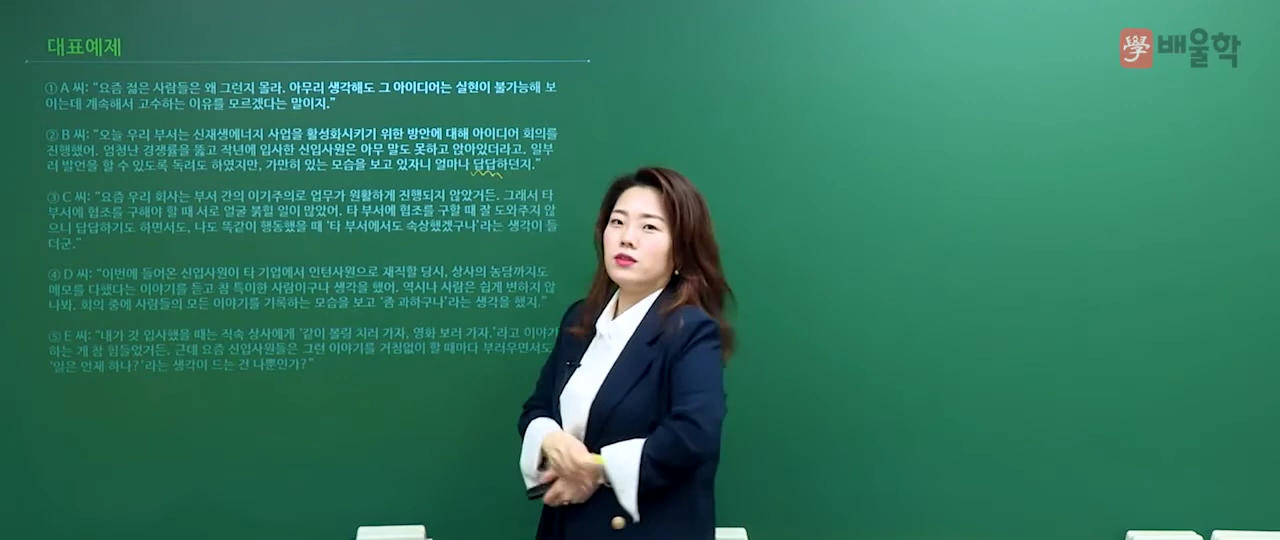 대표예제
學 배울학
① A 씨: “요즘 젊은 사람들은 왜 그런지 몰라. 아무리 생각해도 그 아이디어는 실현이 불가능해 보
이는데 계속해서 고수하는 이유를 모르겠다는 말이지.”
② B 씨: “오늘 우리 부서는 신재생에너지 사업을 활성화시키기 위한 방안에 대해 아이디어 회의를
진행했었어. 엄청난 경쟁률을 뚫고 작년에 입사한 신입사원은 아무 말도 못하고 앉아있더라고. 일부
러 발언을 할 수 있도록 독려도 하였지만, 가만히 있는 모습을 보고 있자니 얼마나 답답하던지.”
③ C 씨: “요즘 우리 회사는 부서 간의 이기주의로 업무가 원활하게 진행되지 않았거든. 그래서 타
부서에 협조를 구해야 할 때 서로 얼굴 붉힐 일이 많았어. 타 부서에 협조를 구할 때 잘 도와주지 않
으니 답답하기도 하면서도, 나도 똑같이 행동했을 때 ‘타 부서에서도 속상했겠구나’라는 생각이 들
더군.”
④ D 씨: “이번에 들어온 신입사원이 타 기업에서 인턴사원으로 재직할 당시, 상사의 농담까지도
메모를 다했다는 이야기를 듣고 참 특이한 사람이구나 생각을 했어. 역시나 사람은 쉽게 변하지 않
나봐. 회의 중에 사람들의 모든 이야기를 기록하는 모습을 보고 ‘좀 과하구나’라는 생각을 했지.”
⑤ E 씨: “내가 갓 입사했을 때는 직속 상사에게 ‘같이 볼링 치러 가자, 영화 보러 가자.’라고 이야기
하는 게 참 힘들었거든. 근데 요즘 신입사원들은 그런 이야기를 거침없이 할 때마다 부러우면서도
‘일은 언제 하나?’라는 생각이 드는 건 나뿐인가?”